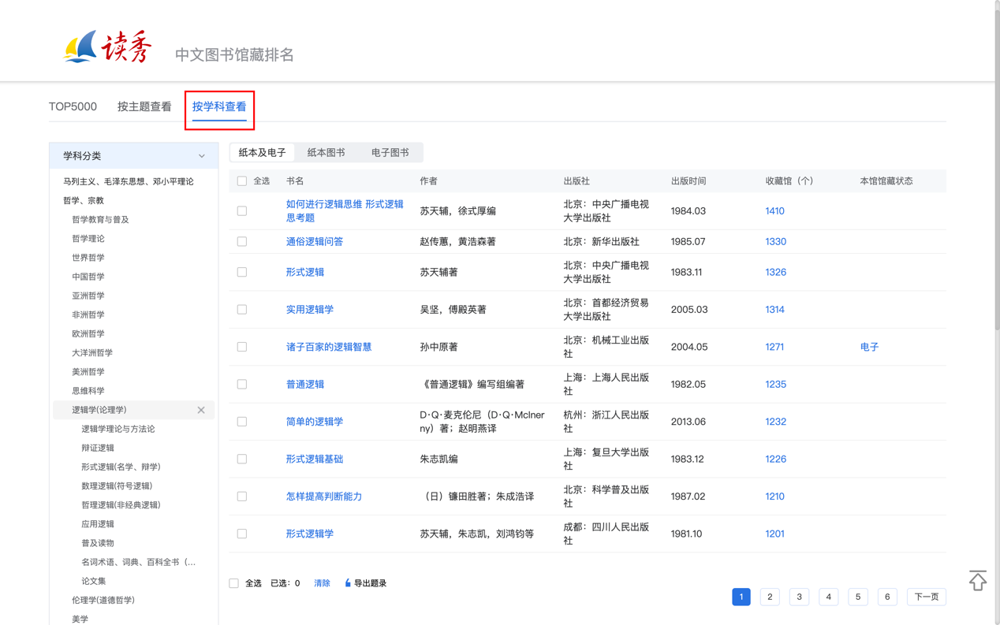 读秀
中文图书馆藏排名
TOP5000 按主题查看 按学科查看
学科分类
马列主义、毛泽东思想、邓小平理论
哲学、宗教
哲学教育与普及
哲学理论
世界哲学
中国哲学
亚洲哲学
非洲哲学
欧洲哲学
大洋洲哲学
美洲哲学
思维科学
逻辑学(论理学)
逻辑学理论与方法论
辩证逻辑
形式逻辑(名学、辩学)
数理逻辑(符号逻辑)
哲理逻辑(非经典逻辑)
应用逻辑
普及读物
名词术语、词典、百科全书（...
论文集
伦理学(道德哲学)
美学
纸本及电子 纸本图书 电子图书
全选 书名 作者 出版社 出版时间 收藏馆（个） 本馆馆藏状态
如何进行逻辑思维 形式逻辑
思考题
苏天辅，徐式厚编
北京：中央广播电视
大学出版社
1984.03 1410
通俗逻辑问答 赵传蕙，黄浩森著 北京：新华出版社 1985.07 1330
形式逻辑 苏天辅著
北京：中央广播电视
大学出版社
1983.11 1326
实用逻辑学 吴坚，傅殿英著
北京：首都经济贸易
大学出版社
2005.03 1314
诸子百家的逻辑智慧 孙中原著
北京：机械工业出版
社
2004.05 1271 电子
普通逻辑 《普通逻辑》编写组编著
上海：上海人民出版
社
1982.05 1235
简单的逻辑学
D·Q·麦克伦尼（D·Q·McIner
ny）著；赵明燕译
杭州：浙江人民出版
社
2013.06 1232
形式逻辑基础 朱志凯编
上海：复旦大学出版
社
1983.12 1226
怎样提高判断能力 （日）镰田胜著；朱成浩译
北京：科学普及出版
社
1987.02 1210
形式逻辑学 苏天辅，朱志凯，刘鸿钧等
成都：四川人民出版
社
1981.10 1201
全选 已选：0 清除 导出题录
1 2 3 4 5 6 下一页